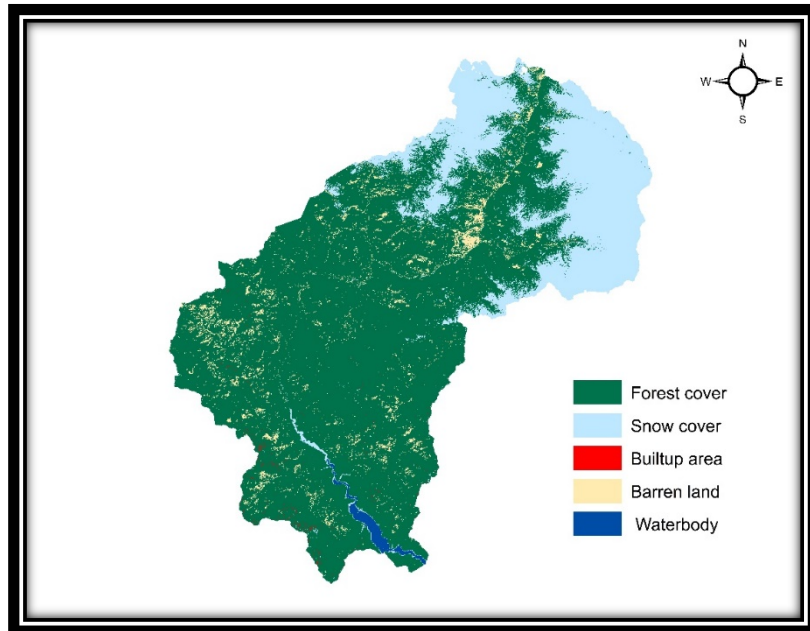 N
W E
S
Forest cover
Snow cover
Builtup area
Barren land
Waterbody